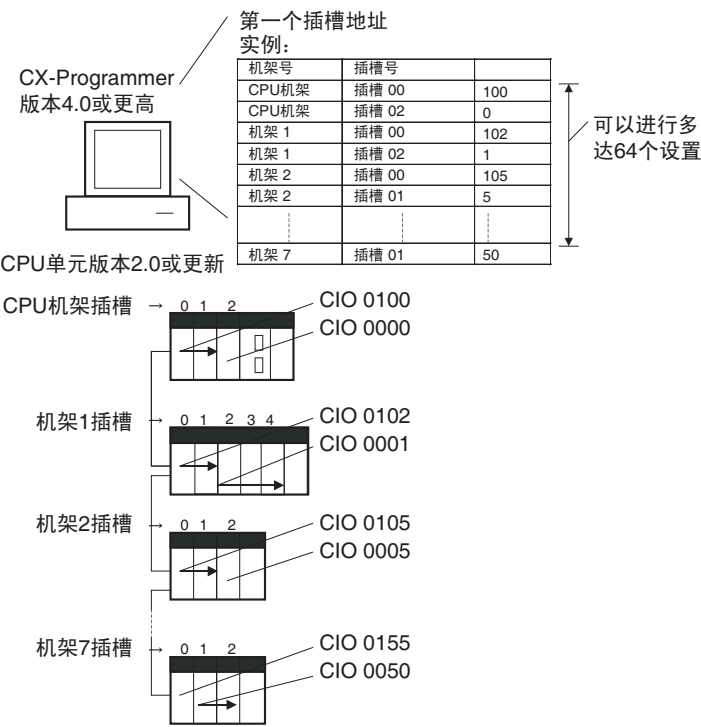 第一个插槽地址
实例：
CX-Programmer
版本4.0或更高
机架号 插槽号
CPU机架 插槽 00 100
CPU机架 插槽 02 0
机架 1 插槽 00 102
机架 1 插槽 02 1
机架 2 插槽 00 105
机架 2 插槽 01 5
机架 7 插槽 01 50
可以进行多
达64个设置
CPU单元版本2.0或更新
CPU机架插槽 → 0 1 2
CIO 0100
CIO 0000
机架1插槽 → 0 1 2 3 4
CIO 0102
CIO 0001
机架2插槽 → 0 1 2
CIO 0105
CIO 0005
机架7插槽 → 0 1 2
CIO 0155
CIO 0050